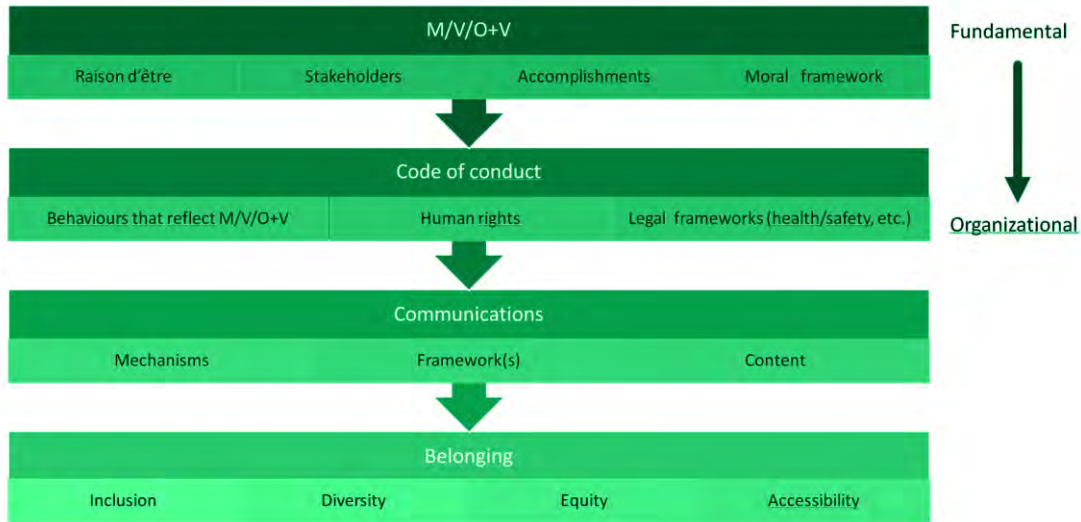 M/V/O+V
Fundamental
Raison d'être
Stakeholders
Accomplishments
Moral framework
Code of conduct
Behaviours that reflect M/V/O+V
Human rights
Legal frameworks (health/safety, etc.)
Organizational
Communications
Mechanisms
Framework(s)
Content
Belonging
Inclusion
Diversity
Equity
Accessibility